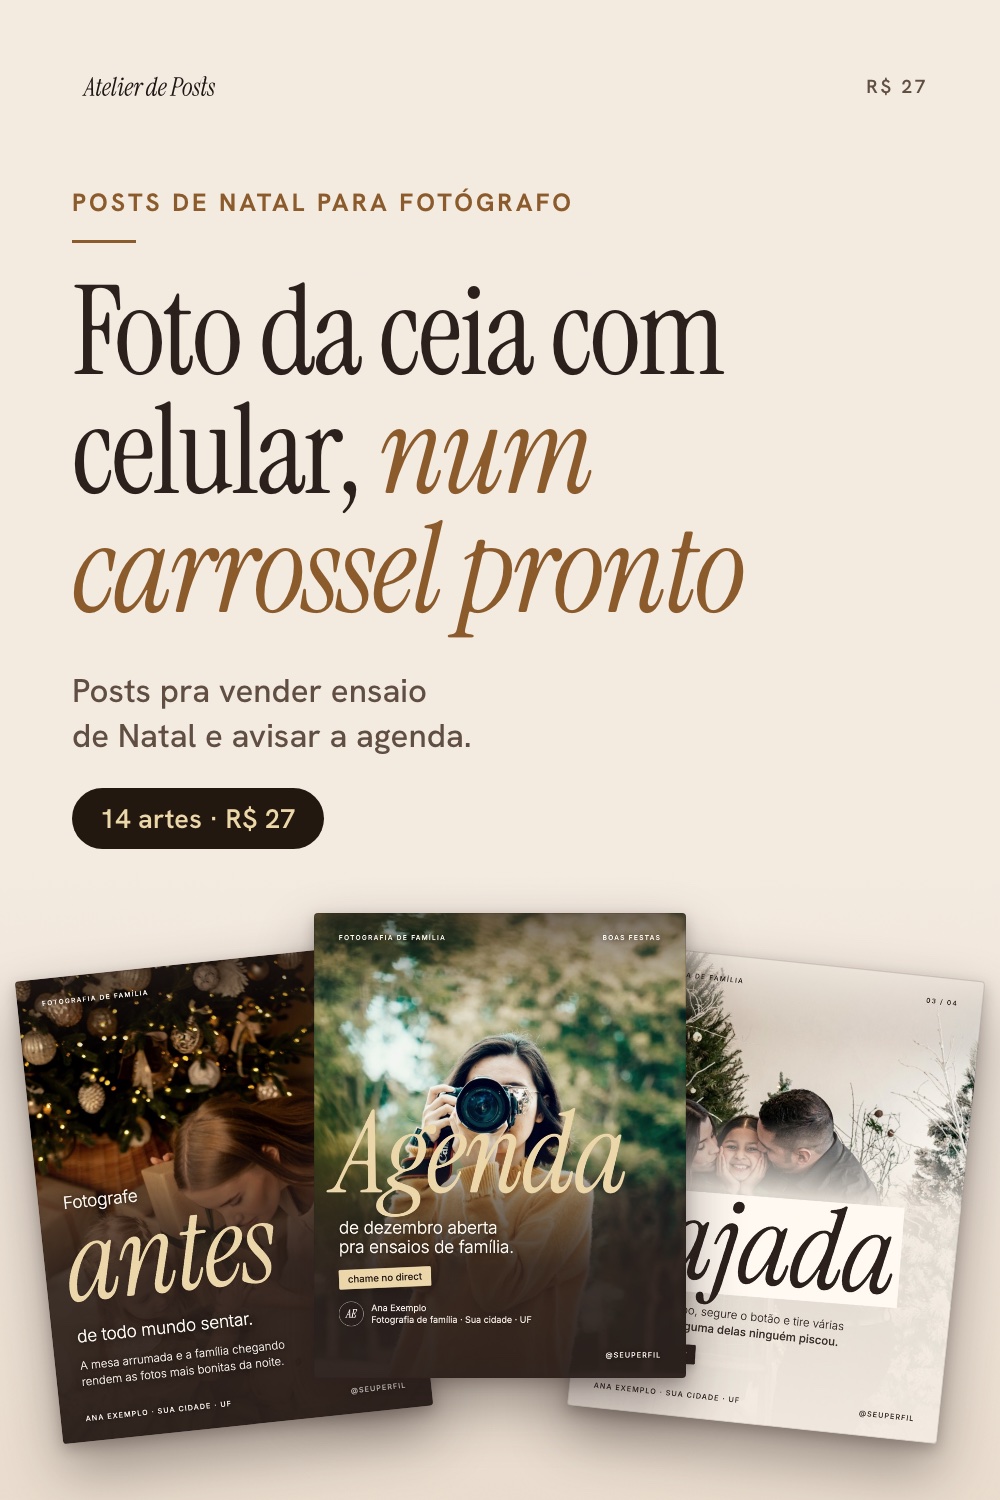 Atelier de Posts
R$ 27
POSTS DE NATAL PARA FOTÓGRAFO
Foto da ceia com
celular, num
carrossel pronto
Posts pra vender ensaio
de Natal e avisar a agenda.
14 artes · R$ 27
FOTOGRAFIA DE FAMÍLIA
Fotografe
antes
de todo mundo sentar.
A mesa arrumada e a família chegando
rendem as fotos mais bonitas da noite.
ANA EXEMPLO · SUA CIDADE · UF
@SEUPERFIL
FOTOGRAFIA DE FAMÍLIA
BOAS FESTAS
Agenda
de dezembro aberta
pra ensaios de família.
chame no direct
AE
Ana Exemplo
Fotografia de família · Sua cidade · UF
@SEUPERFIL
DE FAMÍLIA
03 / 04
ajada
segure o botão e tire várias
delas ninguém piscou.
ANA EXEMPLO · SUA CIDADE · UF
@SEUPERFIL